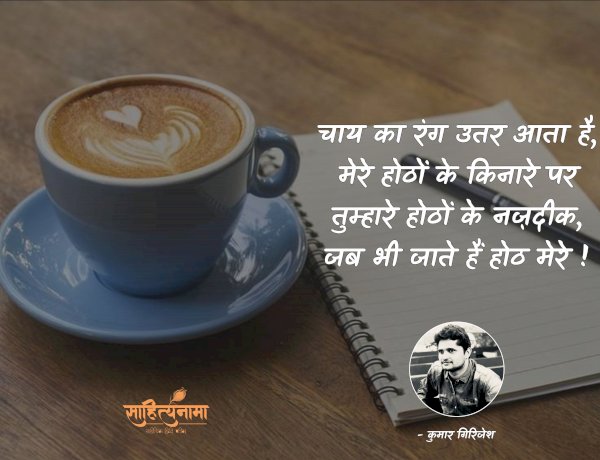 चाय का रंग उतर आता है,
मेरे होठों के किनारे पर
तुम्हारे होठों के नज़दीक,
जब भी जाते हैं होठ मेरे !
साहित्यनामा
- कुमार गिरिजेश